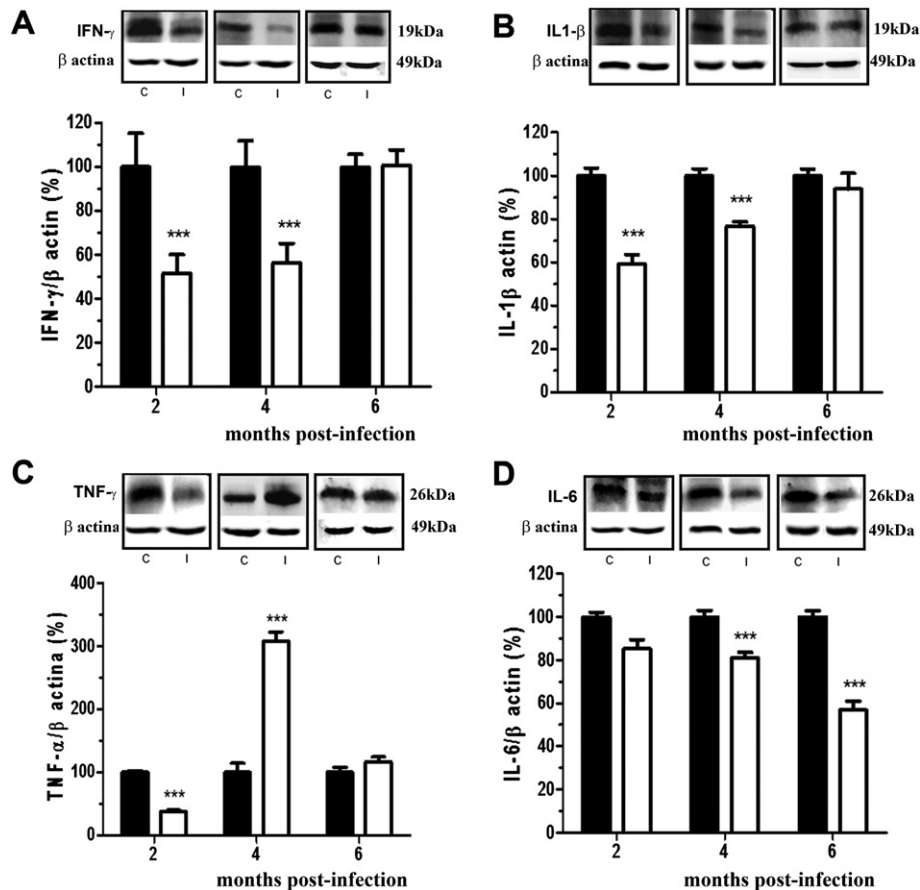 A
IFN-γ 19kDa
β actina 49kDa
C I C I C I
IFN-γ/β actin (%)
120
100
80
60
40
20
0
*** ***
2 4 6
months post-infection
B
IL1-β 19kDa
β actina 49kDa
IL-1β actin (%)
120
100
80
60
40
20
0
*** ***
2 4 6
months post-infection
C
TNF-γ 26kDa
β actina 49kDa
C I C I C I
TNF-α/β actina (%)
400
300
200
100
0
*** ***
2 4 6
months post-infection
D
IL-6 26kDa
β actina 49kDa
C I C I C I
IL-6/β actin (%)
120
100
80
60
40
20
0
*** ***
2 4 6
months post-infection